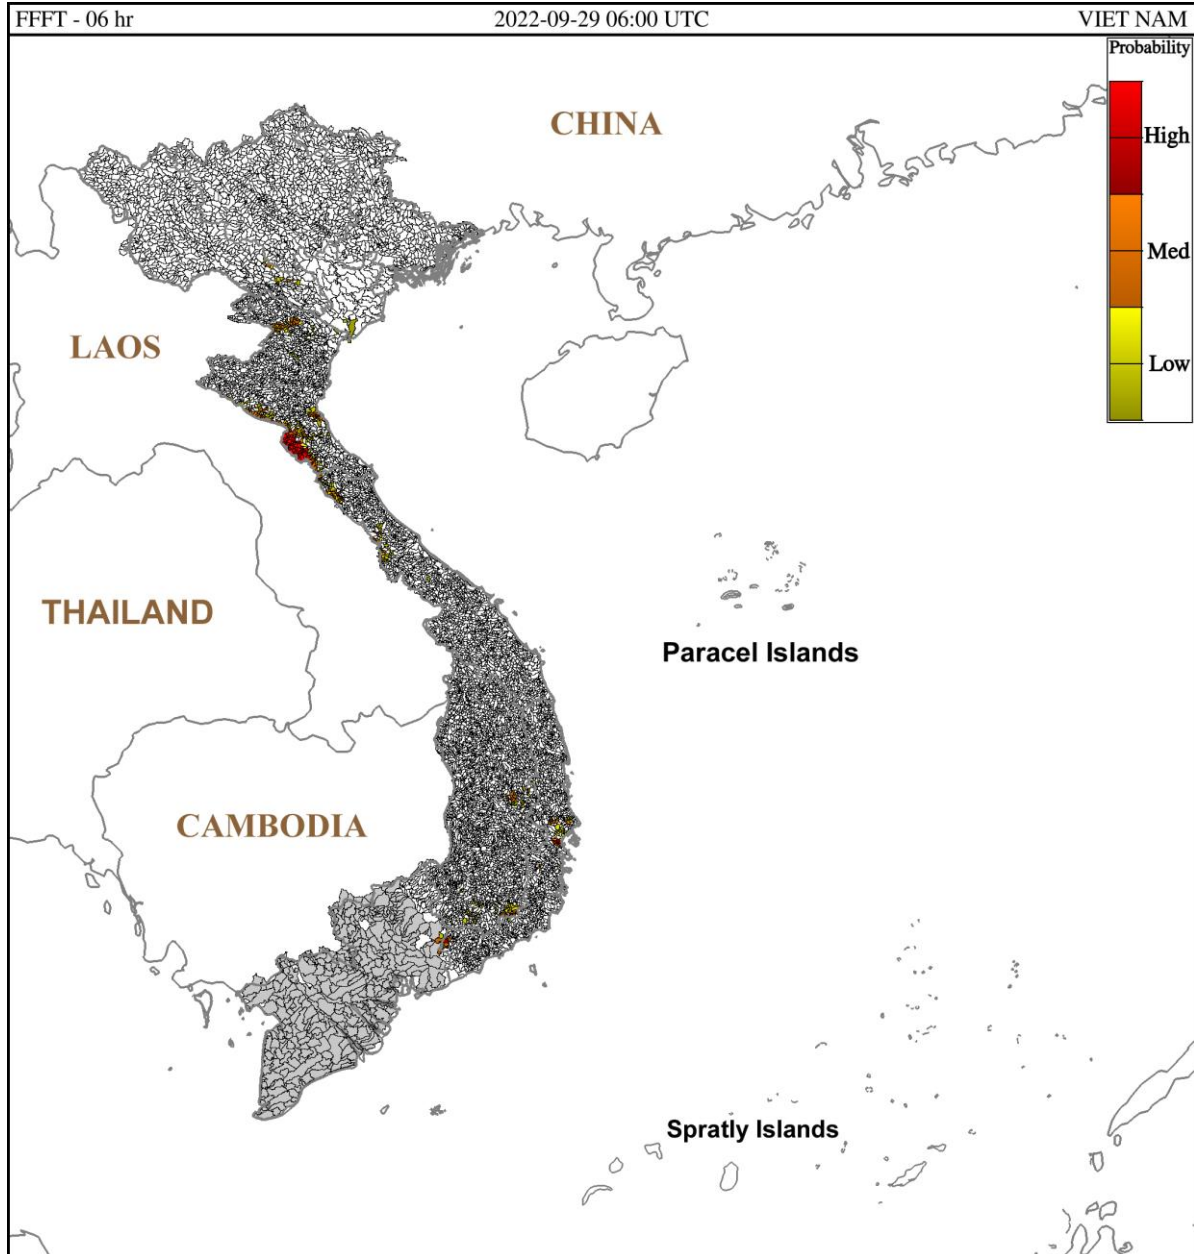 FFFT - 06 hr 2022-09-29 06:00 UTC VIET NAM
Probability
CHINA
High
Med
LAOS
Low
THAILAND
Paracel Islands
CAMBODIA
Spratly Islands